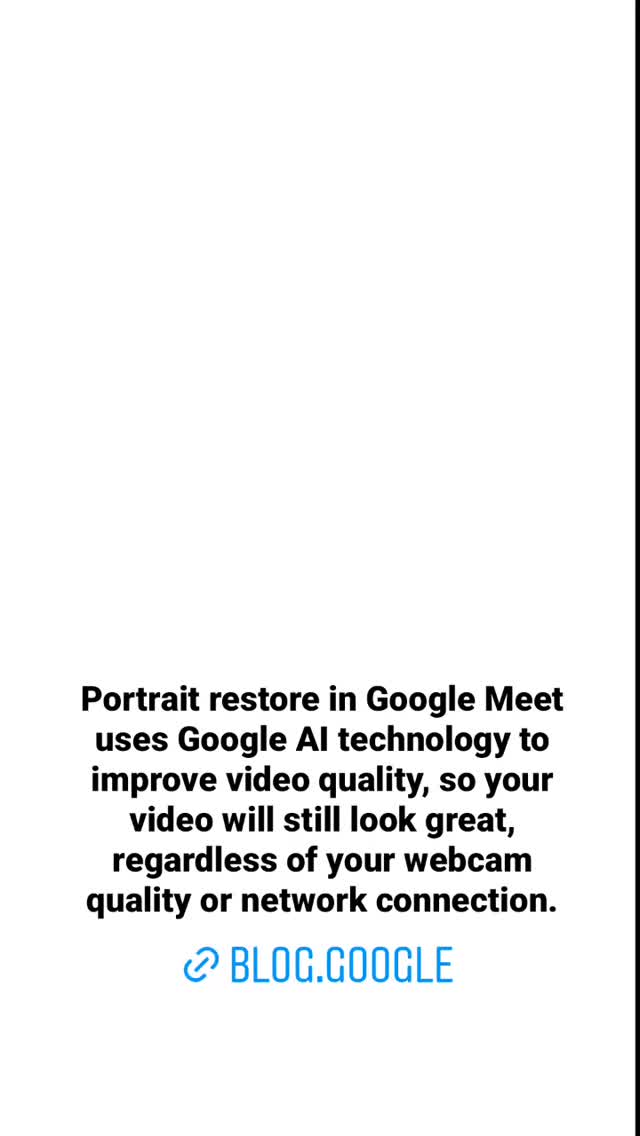 Portrait restore in Google Meet
uses Google AI technology to
improve video quality, so your
video will still look great,
regardless of your webcam
quality or network connection.
BLOG.GOOGLE